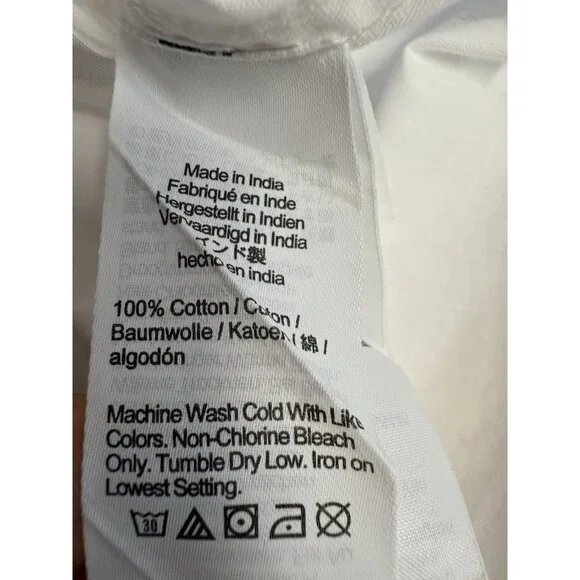 Made in India
Fabriqué en Inde
Hergestellt in Indien
Vervaardigd in India
インド製
hecho en india
100% Cotton / Coton /
Baumwolle / Katoen / 綿 /
algodón
Machine Wash Cold With Like
Colors. Non-Chlorine Bleach
Only. Tumble Dry Low. Iron on
Lowest Setting.
30